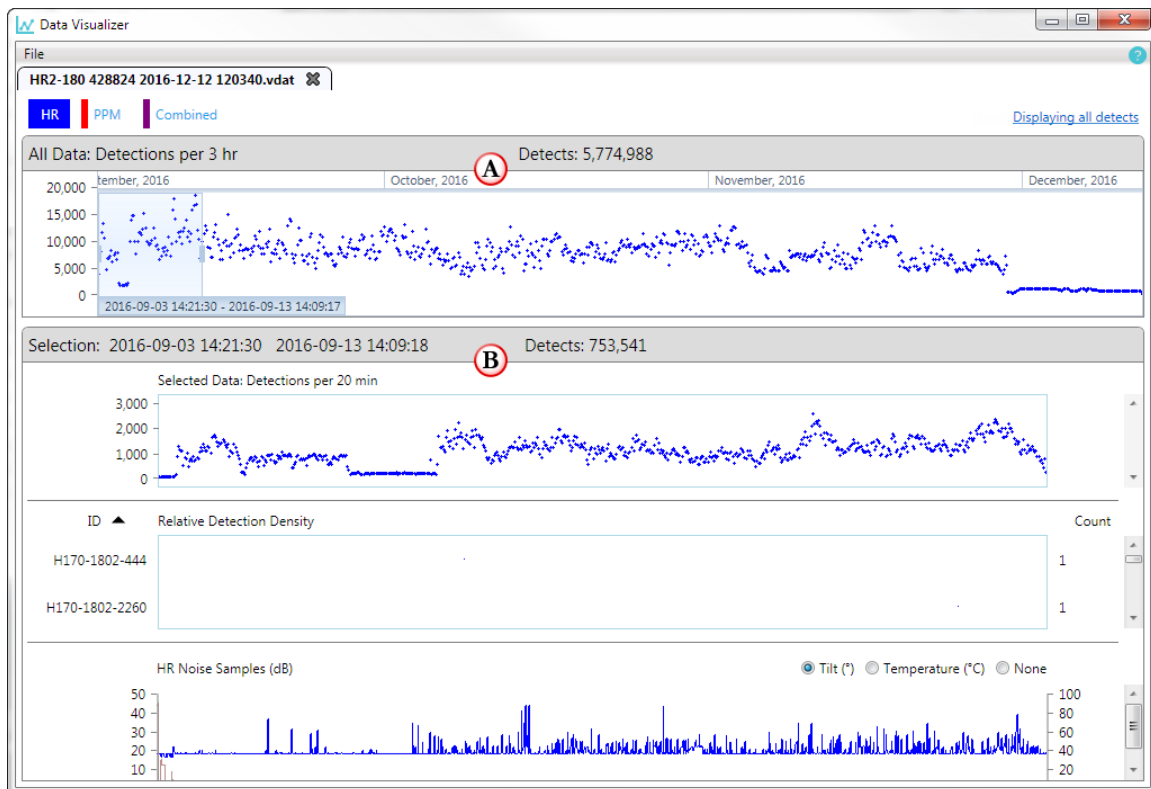 Data Visualizer
File
?
HR2-180 428824 2016-12-12 120340.vdat
HR PPM Combined Displaying all detects
All Data: Detections per 3 hr A Detects: 5,774,988
tember, 2016 October, 2016 November, 2016 December, 2016
20,000
15,000
10,000
5,000
0
2016-09-03 14:21:30 - 2016-09-13 14:09:17
Selection: 2016-09-03 14:21:30 2016-09-13 14:09:18 B Detects: 753,541
Selected Data: Detections per 20 min
3,000
2,000
1,000
0
ID Relative Detection Density Count
H170-1802-444 1
H170-1802-2260 1
HR Noise Samples (dB) Tilt (°) Temperature (°C) None
50 100
40 80
30 60
20 40
10 20